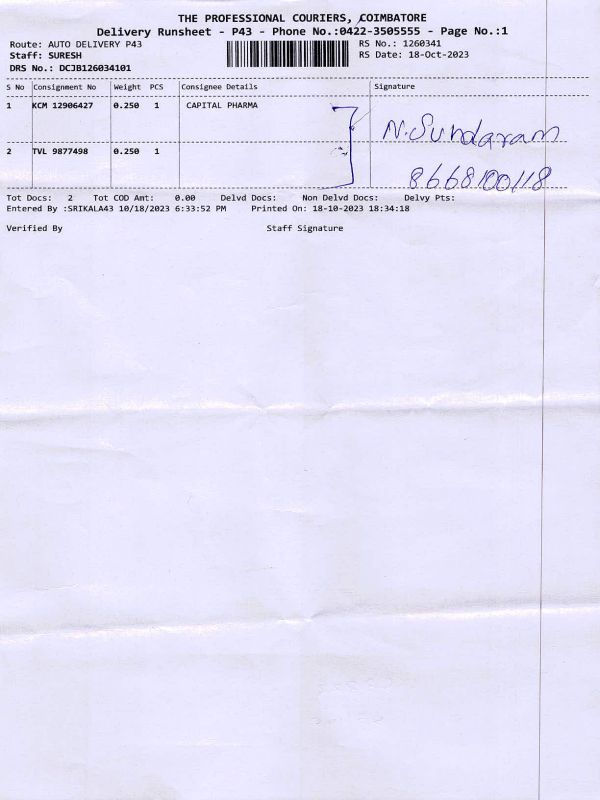 THE PROFESSIONAL COURIERS, COIMBATORE
Delivery Runsheet - P43 - Phone No.:0422-3505555 - Page No.:1
Route: AUTO DELIVERY P43 RS No.: 1260341
Staff: SURESH RS Date: 18-Oct-2023
DRS No.: DCJB126034101
S No Consignment No Weight PCS Consignee Details Signature
1 KCM 12906427 0.250 1 CAPITAL PHARMA
N.Sundaram
2 TVL 9877498 0.250 1
8668100118
Tot Docs: 2 Tot COD Amt: 0.00 Delvd Docs: Non Delvd Docs: Delvy Pts:
Entered By :SRIKALA43 10/18/2023 6:33:52 PM Printed On: 18-10-2023 18:34:18
Verified By Staff Signature